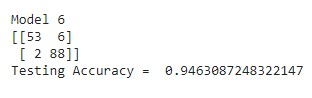 Model 6
[[53  6]
 [ 2 88]]
Testing Accuracy =  0.9463087248322147